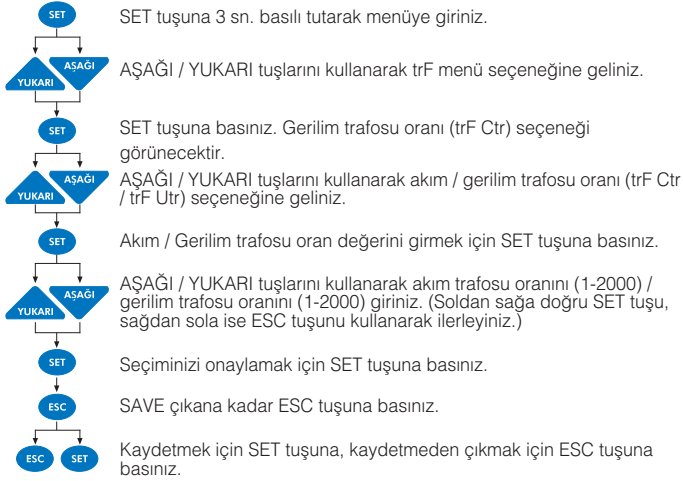 SET
SET tuşuna 3 sn. basılı tutarak menüye giriniz.
YUKARI
AŞAĞI
AŞAĞI / YUKARI tuşlarını kullanarak trF menü seçeneğine geliniz.
SET
SET tuşuna basınız. Gerilim trafosu oranı (trF Ctr) seçeneği
görünecektir.
YUKARI
AŞAĞI
AŞAĞI / YUKARI tuşlarını kullanarak akım / gerilim trafosu oranı (trF Ctr
/ trF Utr) seçeneğine geliniz.
SET
Akım / Gerilim trafosu oran değerini girmek için SET tuşuna basınız.
YUKARI
AŞAĞI
AŞAĞI / YUKARI tuşlarını kullanarak akım trafosu oranını (1-2000) /
gerilim trafosu oranını (1-2000) giriniz. (Soldan sağa doğru SET tuşu,
sağdan sola ise ESC tuşunu kullanarak ilerleyiniz.)
SET
Seçiminizi onaylamak için SET tuşuna basınız.
ESC
SAVE çıkana kadar ESC tuşuna basınız.
ESC
SET
Kaydetmek için SET tuşuna, kaydetmeden çıkmak için ESC tuşuna
basınız.